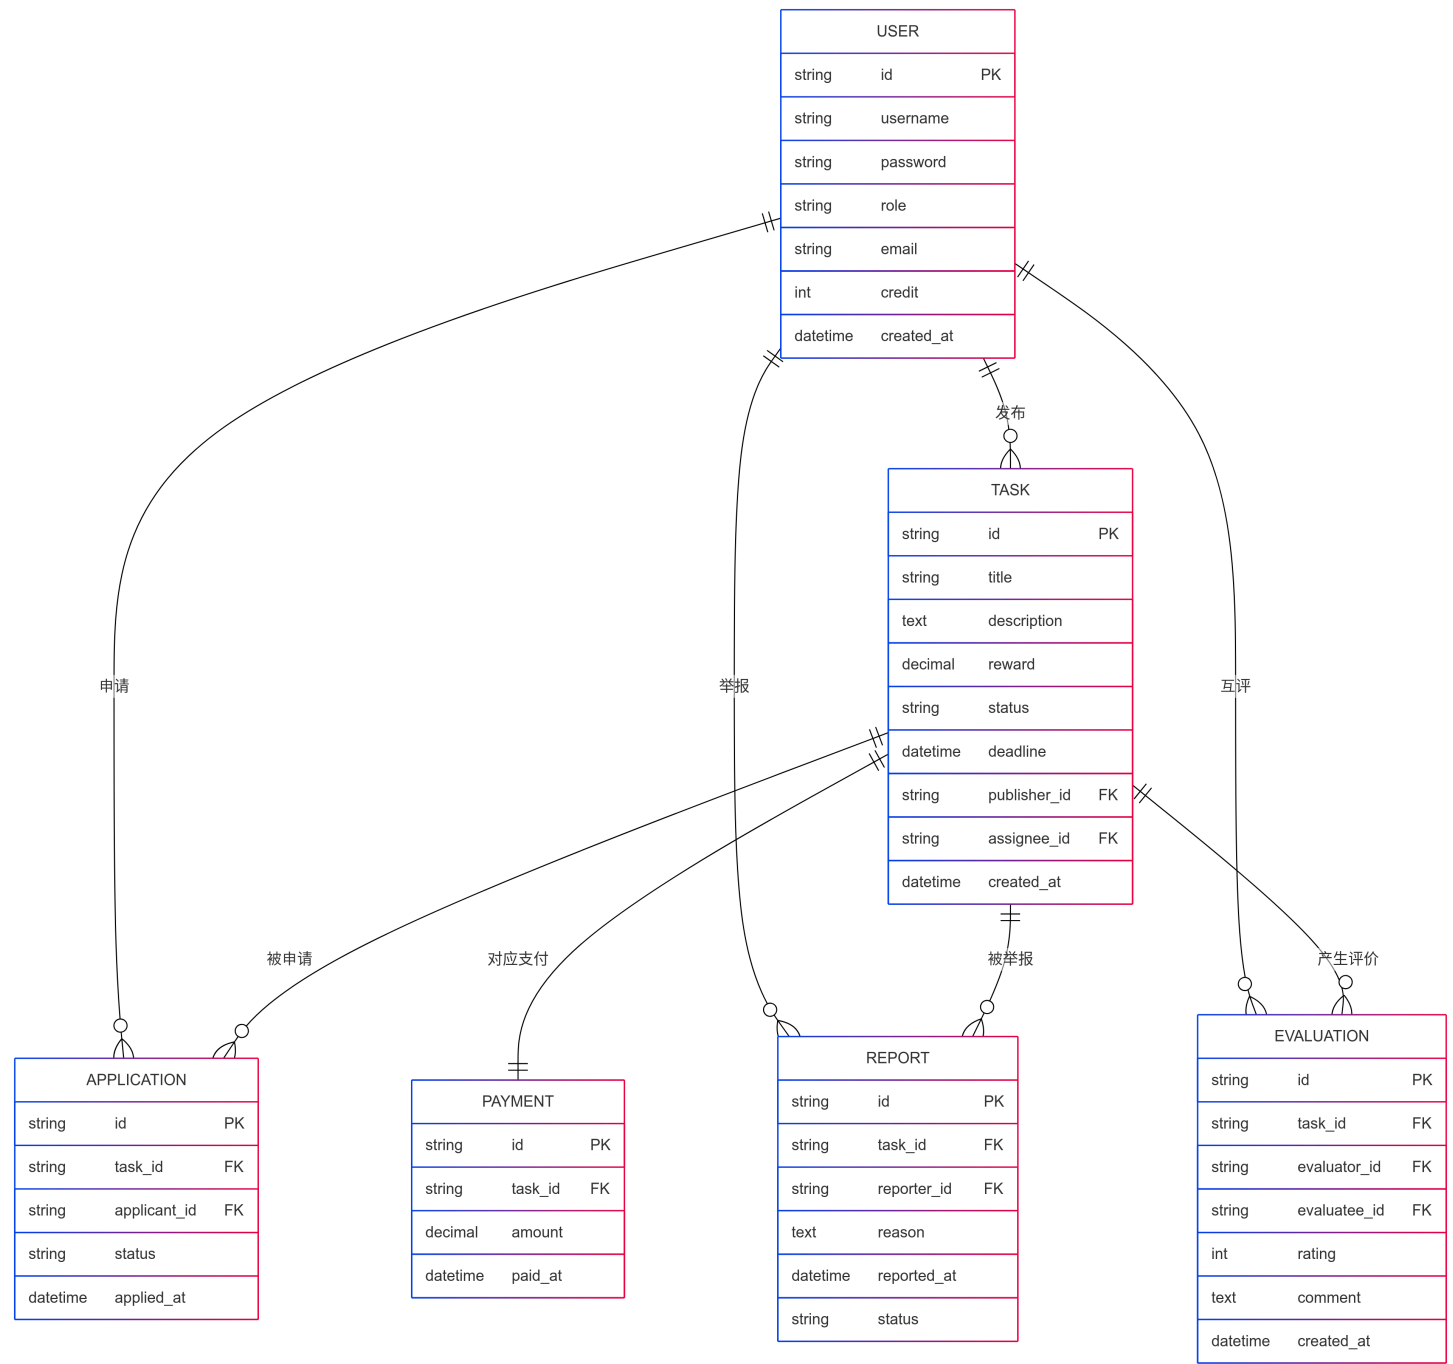 USER
string id PK
string username
string password
string role
string email
int credit
datetime created_at
发布
TASK
string id PK
string title
text description
decimal reward
string status
datetime deadline
string publisher_id FK
string assignee_id FK
datetime created_at
申请
举报
互评
被申请
对应支付
被举报
产生评价
APPLICATION
string id PK
string task_id FK
string applicant_id FK
string status
datetime applied_at
PAYMENT
string id PK
string task_id FK
decimal amount
datetime paid_at
REPORT
string id PK
string task_id FK
string reporter_id FK
text reason
datetime reported_at
string status
EVALUATION
string id PK
string task_id FK
string evaluator_id FK
string evaluatee_id FK
int rating
text comment
datetime created_at